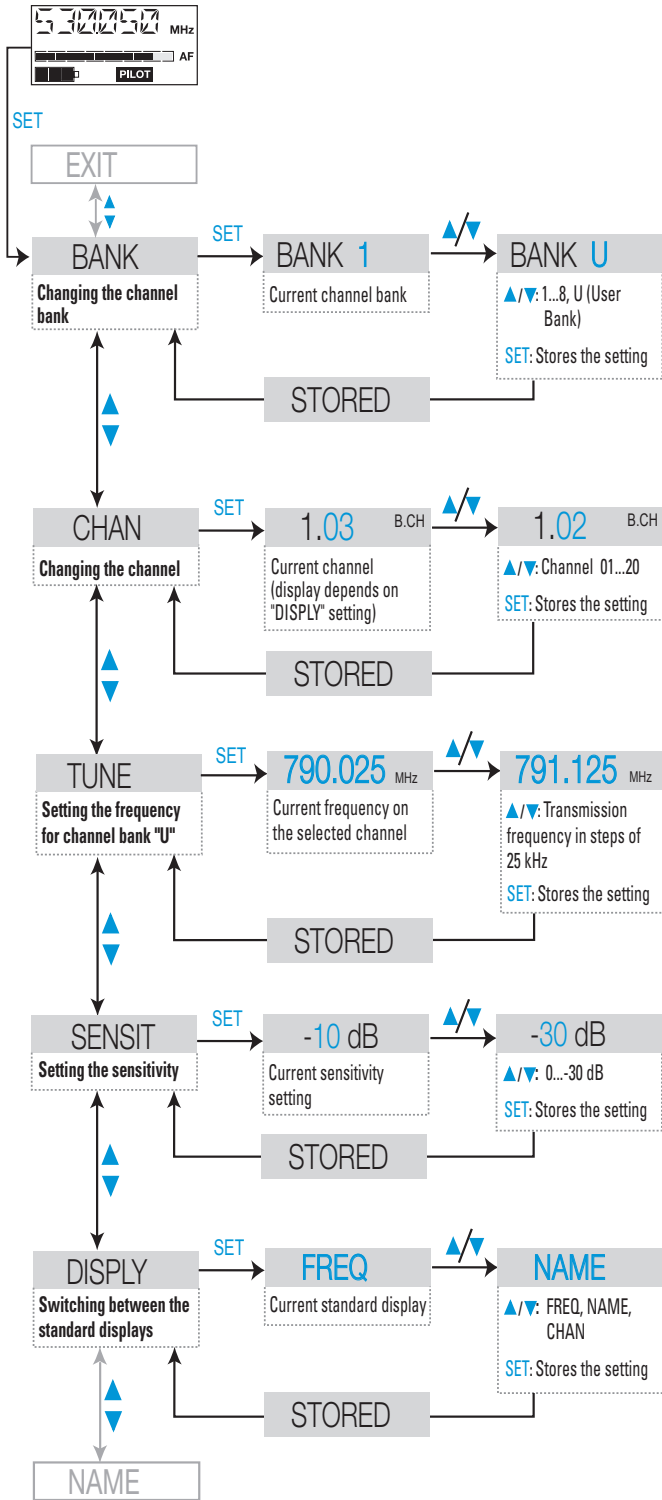 530.050 MHz
AF
PILOT
SET
EXIT
BANK
Changing the channel
bank
SET
BANK 1
Current channel bank
▲/▼
BANK U
▲/▼: 1...8, U (User
Bank)
SET: Stores the setting
STORED
CHAN
Changing the channel
SET
1.03 B.CH
Current channel
(display depends on
"DISPLY" setting)
▲/▼
1.02 B.CH
▲/▼: Channel 01...20
SET: Stores the setting
STORED
TUNE
Setting the frequency
for channel bank "U"
SET
790.025 MHz
Current frequency on
the selected channel
▲/▼
791.125 MHz
▲/▼: Transmission
frequency in steps of
25 kHz
SET: Stores the setting
STORED
SENSIT
Setting the sensitivity
SET
-10 dB
Current sensitivity
setting
▲/▼
-30 dB
▲/▼: 0...-30 dB
SET: Stores the setting
STORED
DISPLY
Switching between the
standard displays
SET
FREQ
Current standard display
▲/▼
NAME
▲/▼: FREQ, NAME,
CHAN
SET: Stores the setting
STORED
NAME